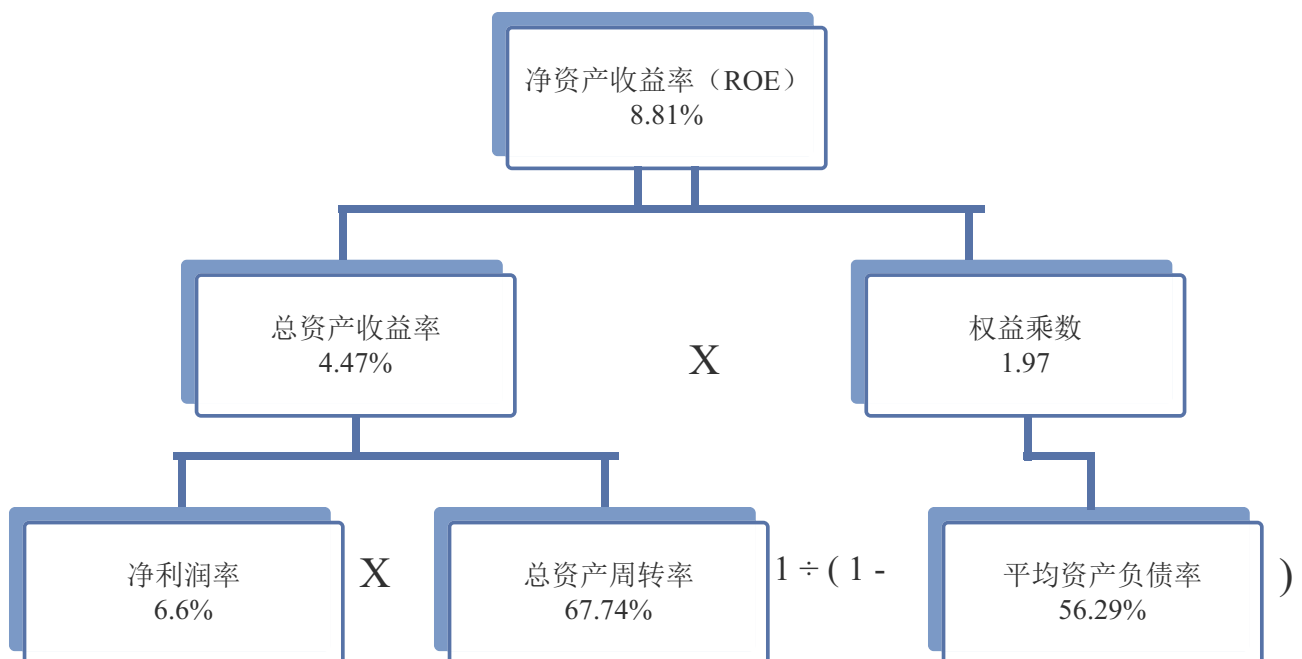 净资产收益率（ROE）
8.81%
总资产收益率
4.47%
X
权益乘数
1.97
净利润率
6.6%
X
总资产周转率
67.74%
1 ÷ ( 1 -
平均资产负债率
56.29%
)